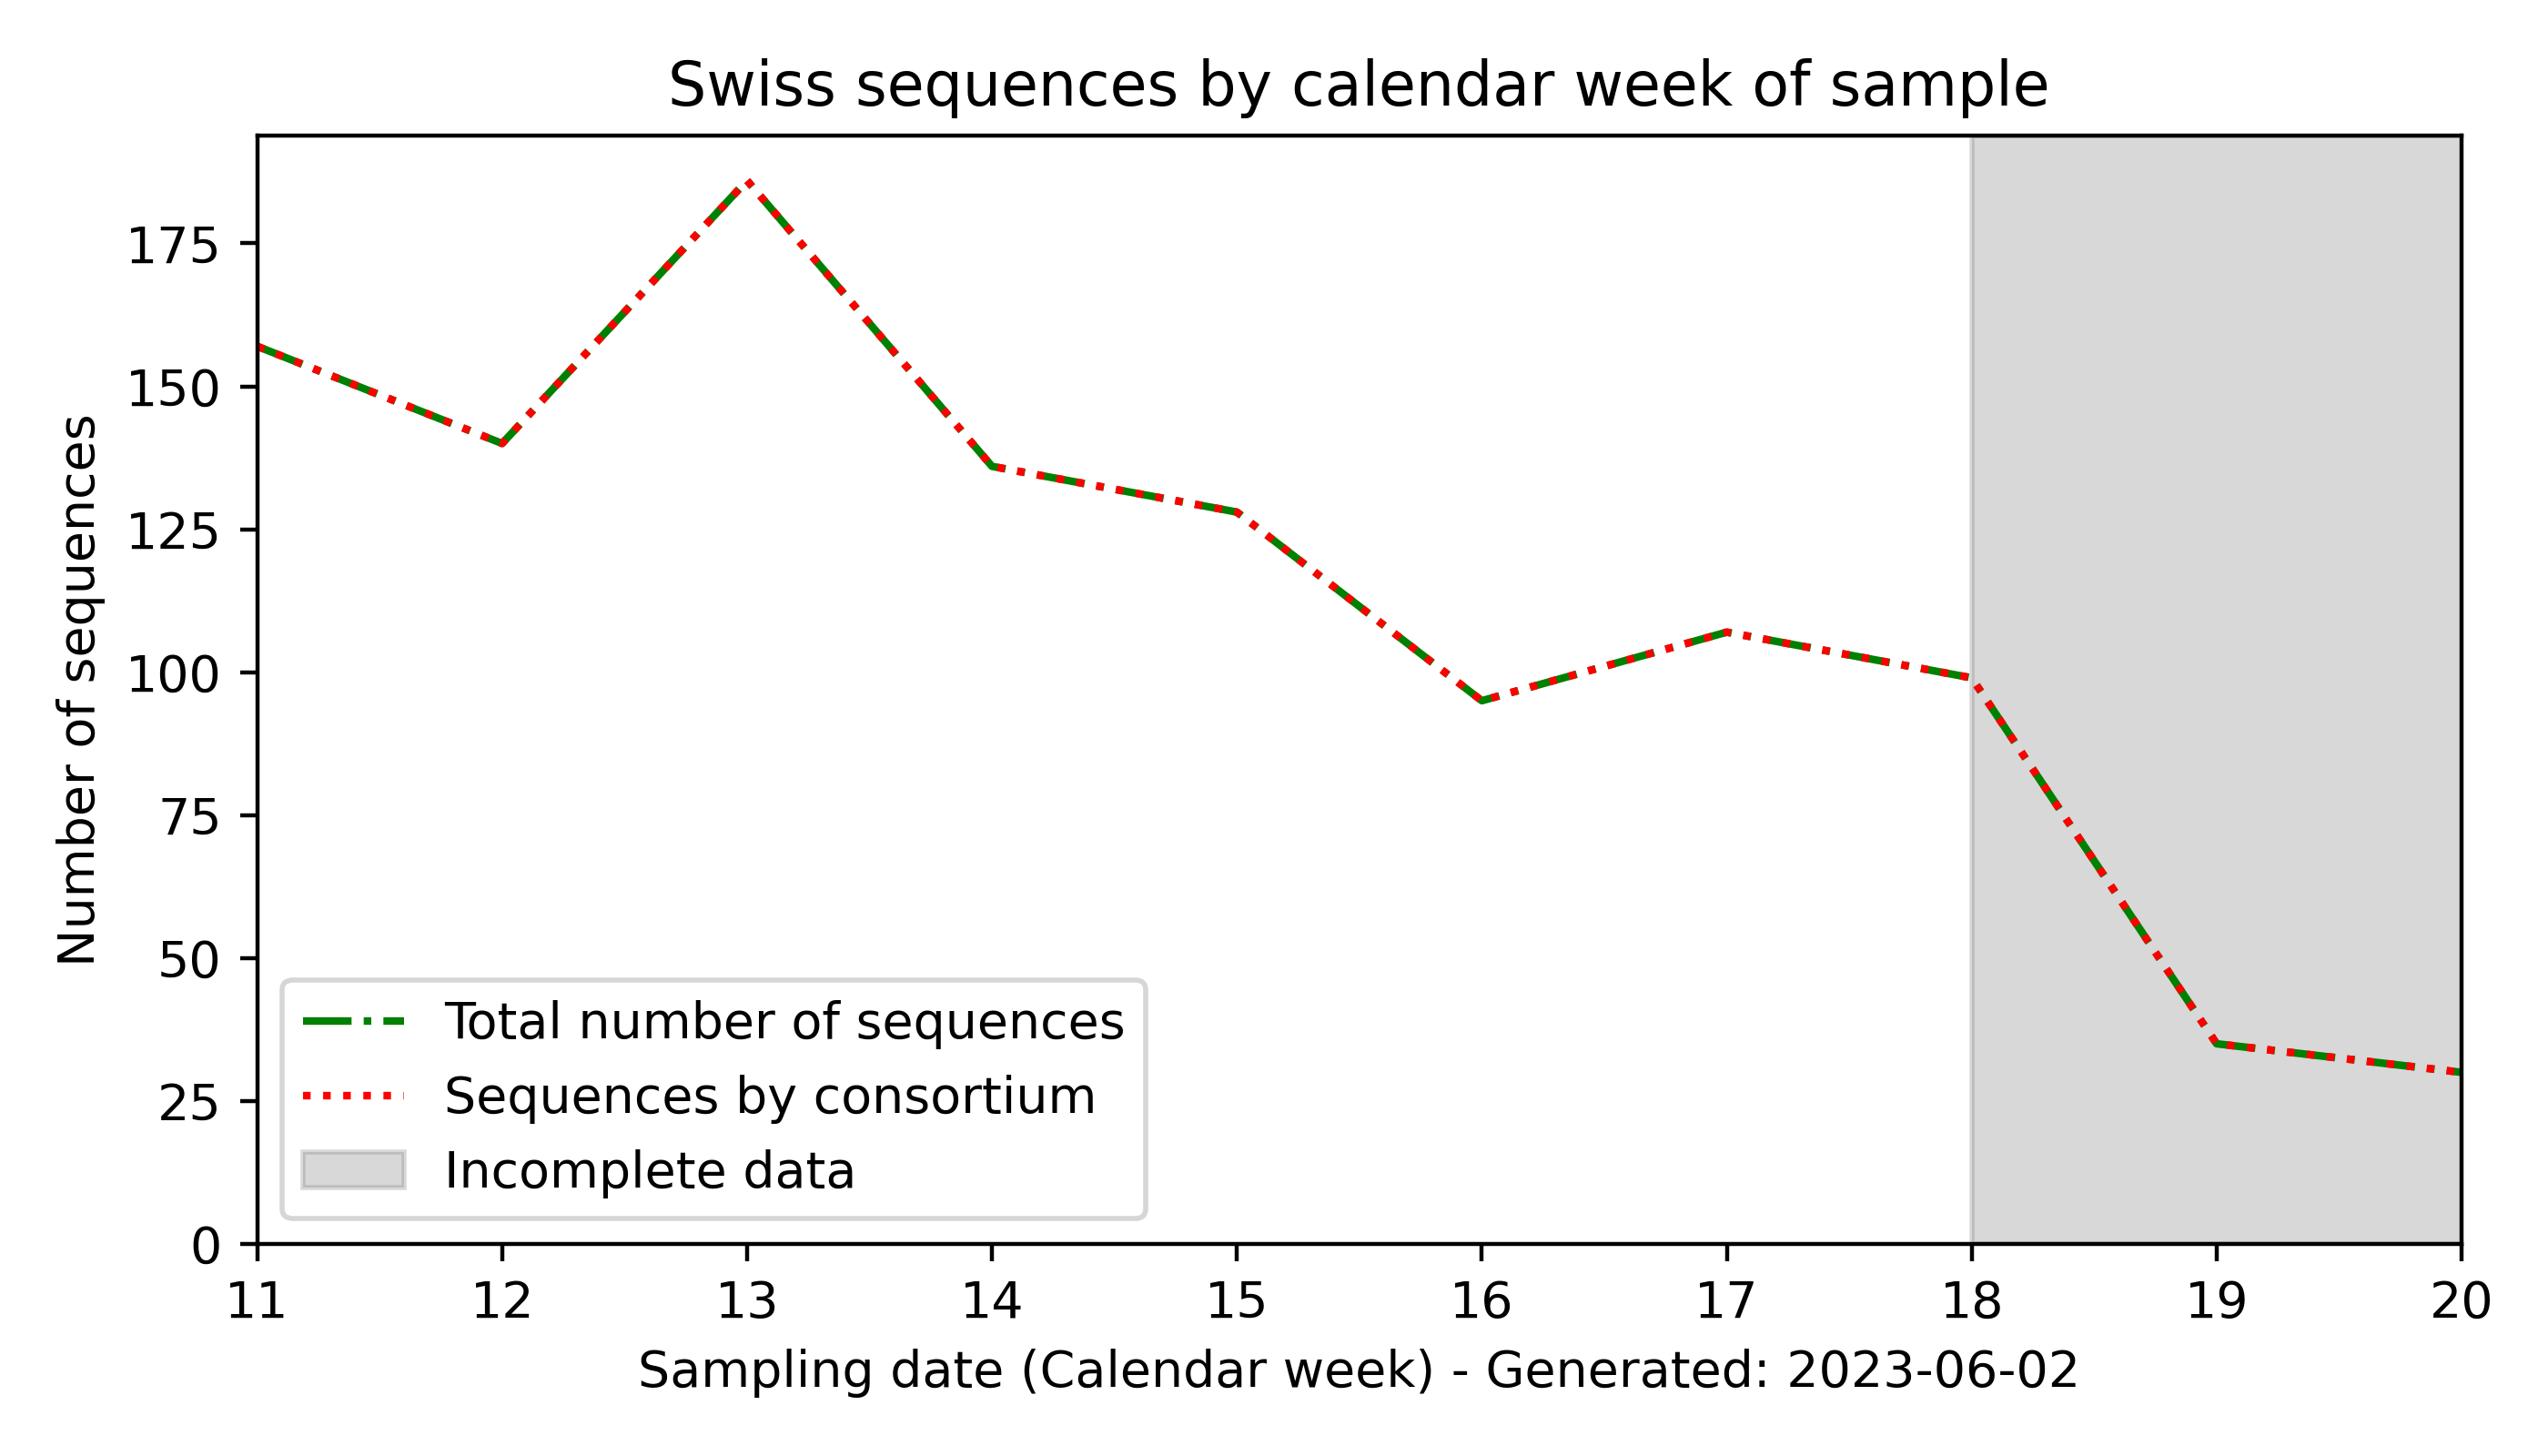 Swiss sequences by calendar week of sample
Number of sequences
175
150
125
100
75
50
25
0
Total number of sequences
Sequences by consortium
Incomplete data
11 12 13 14 15 16 17 18 19 20
Sampling date (Calendar week) - Generated: 2023-06-02